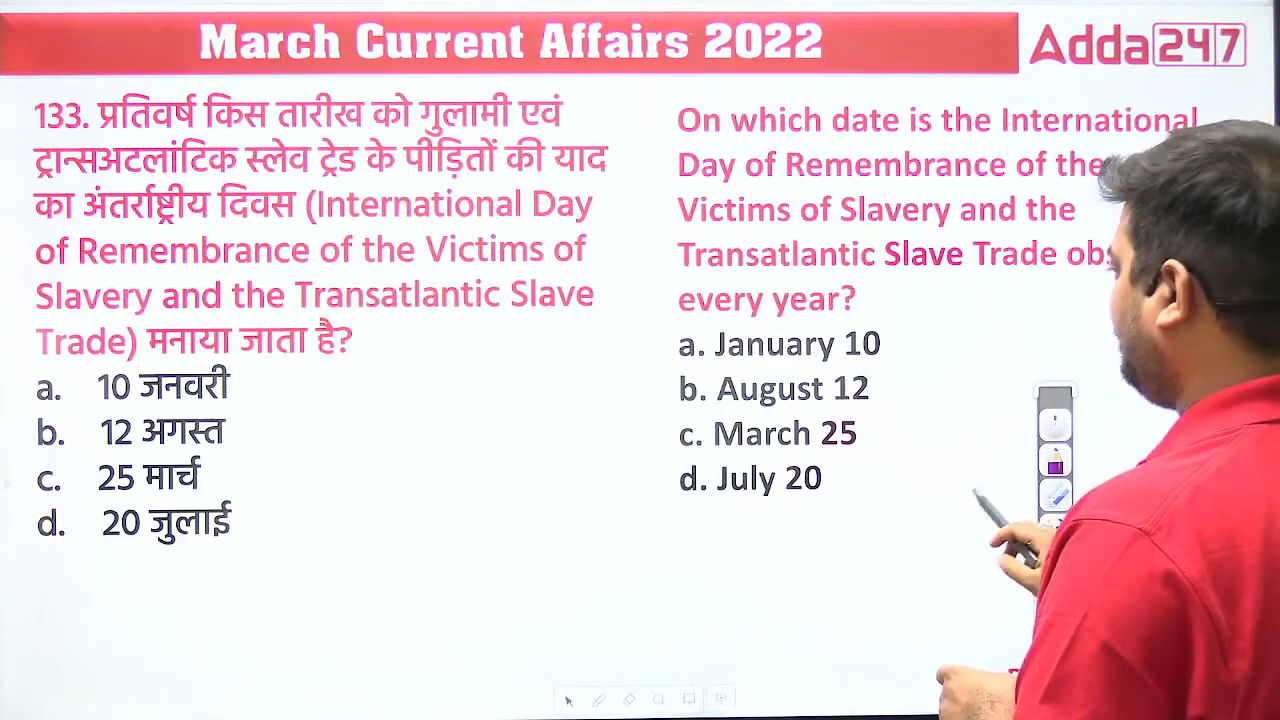 March Current Affairs 2022
Adda247
133. प्रतिवर्ष किस तारीख को गुलामी एवं
ट्रान्सअटलांटिक स्लेव ट्रेड के पीड़ितों की याद
का अंतर्राष्ट्रीय दिवस (International Day
of Remembrance of the Victims of
Slavery and the Transatlantic Slave
Trade) मनाया जाता है?
a. 10 जनवरी
b. 12 अगस्त
c. 25 मार्च
d. 20 जुलाई
On which date is the International
Day of Remembrance of the
Victims of Slavery and the
Transatlantic Slave Trade
every year?
a. January 10
b. August 12
c. March 25
d. July 20